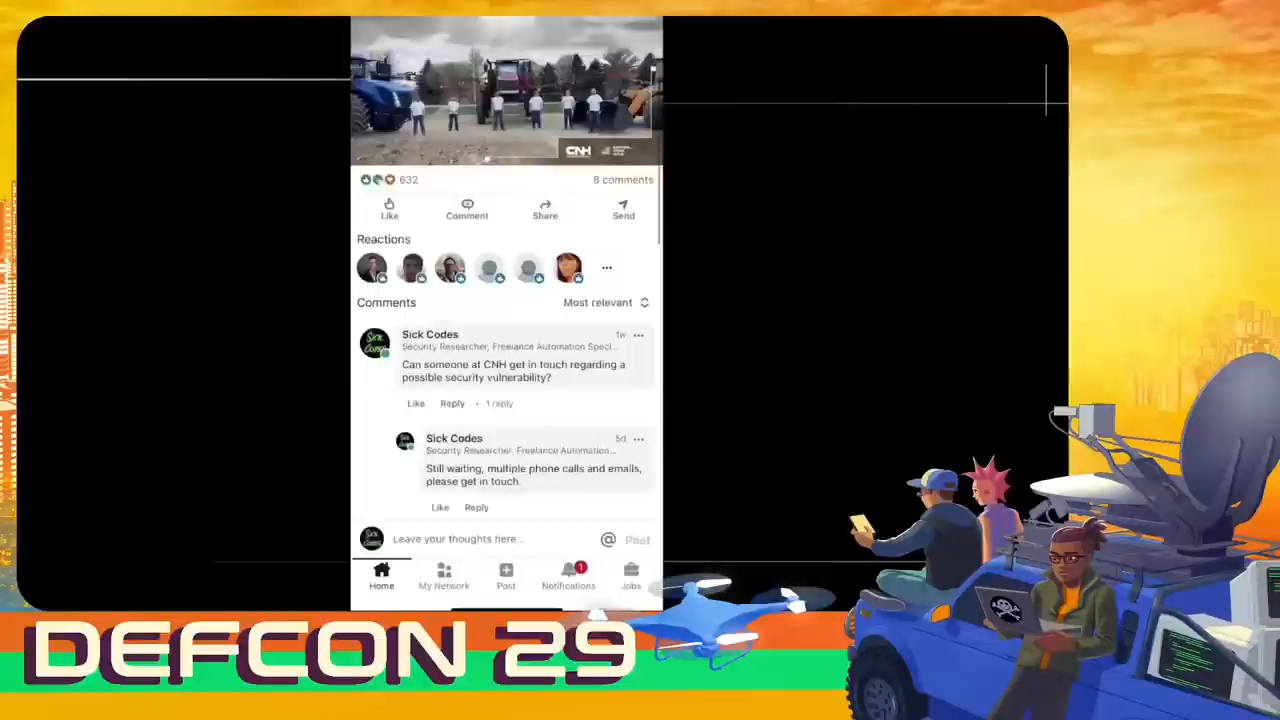 CNH
632
8 comments
Like
Comment
Share
Send
Reactions
Comments
Most relevant
Sick Codes
1w
Security Researcher, Freelance Automation Speci...
Can someone at CNH get in touch regarding a
possible security vulnerability?
Like Reply • 1 reply
Sick Codes
5d
Security Researcher, Freelance Automation...
Still waiting, multiple phone calls and emails,
please get in touch
Like Reply
Leave your thoughts here...
@ Post
1
Home
My Network
Post
Notifications
Jobs
DEFCON 29